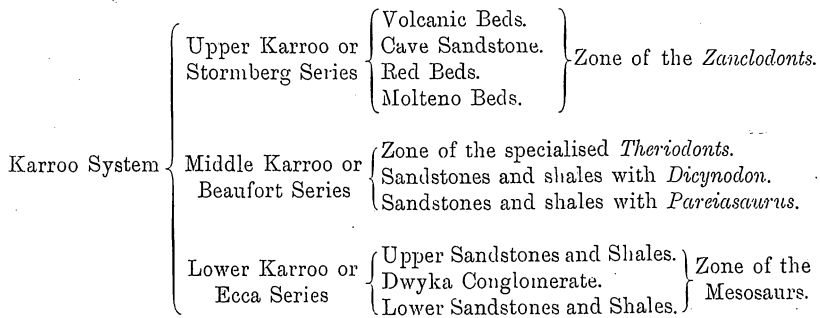 Upper Karroo or
Stormberg Series
Volcanic Beds.
Cave Sandstone.
Red Beds.
Molteno Beds.
Zone of the Zanclodonts.
Karroo System
Middle Karroo or
Beaufort Series
Zone of the specialised Theriodonts.
Sandstones and shales with Dicynodon.
Sandstones and shales with Pareiasaurus.
Lower Karroo or
Ecca Series
Upper Sandstones and Shales.
Dwyka Conglomerate.
Lower Sandstones and Shales.
Zone of the
Mesosaurs.